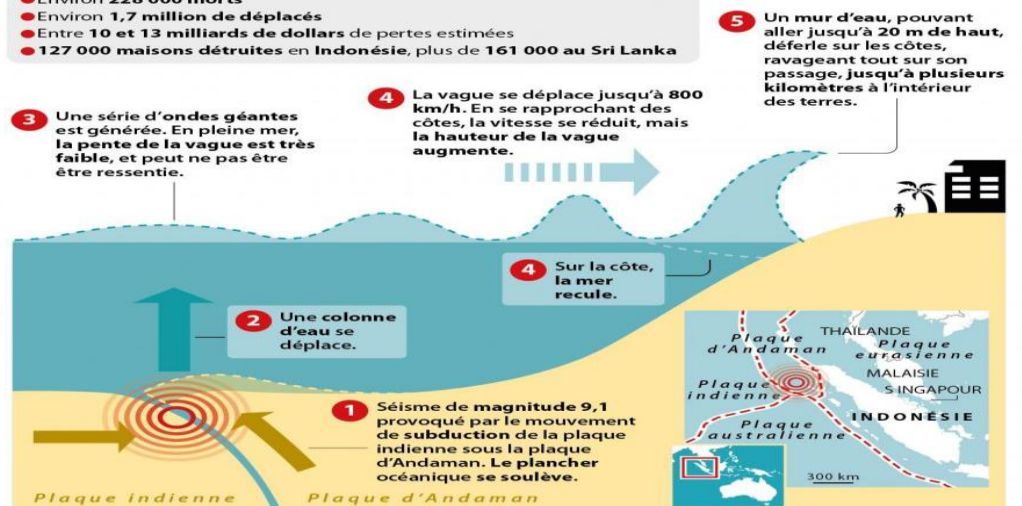 Environ 228 000 morts
Environ 1,7 million de déplacés
Entre 10 et 13 milliards de dollars de pertes estimées
127 000 maisons détruites en Indonésie, plus de 161 000 au Sri Lanka
3
Une série d'ondes géantes
est générée. En pleine mer,
la pente de la vague est très
faible, et peut ne pas être
être ressentie.
4
La vague se déplace jusqu'à 800
km/h. En se rapprochant des
côtes, la vitesse se réduit, mais
la hauteur de la vague
augmente.
5
Un mur d'eau, pouvant
aller jusqu'à 20 m de haut,
déferle sur les côtes,
ravageant tout sur son
passage, jusqu'à plusieurs
kilomètres à l'intérieur
des terres.
4
Sur la côte,
la mer
recule.
2
Une colonne
d'eau se
déplace.
1
Séisme de magnitude 9,1
provoqué par le mouvement
de subduction de la plaque
indienne sous la plaque
d'Andaman. Le plancher
océanique se soulève.
Plaque indienne
Plaque d'Andaman
Plaque
d'Andaman
THAÏLANDE
Plaque
eurasienne
MALAISIE
SINGAPOUR
Plaque
indienne
INDONÉSIE
Plaque
australienne
300 km